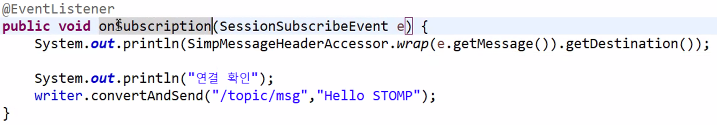 @EventListener
public void onSubscription(SessionSubscribeEvent e) {
System.out.println(SimpMessageHeaderAccessor.wrap(e.getMessage()).getDestination());
System.out.println("연결 확인");
writer.convertAndSend("/topic/msg","Hello STOMP");
}